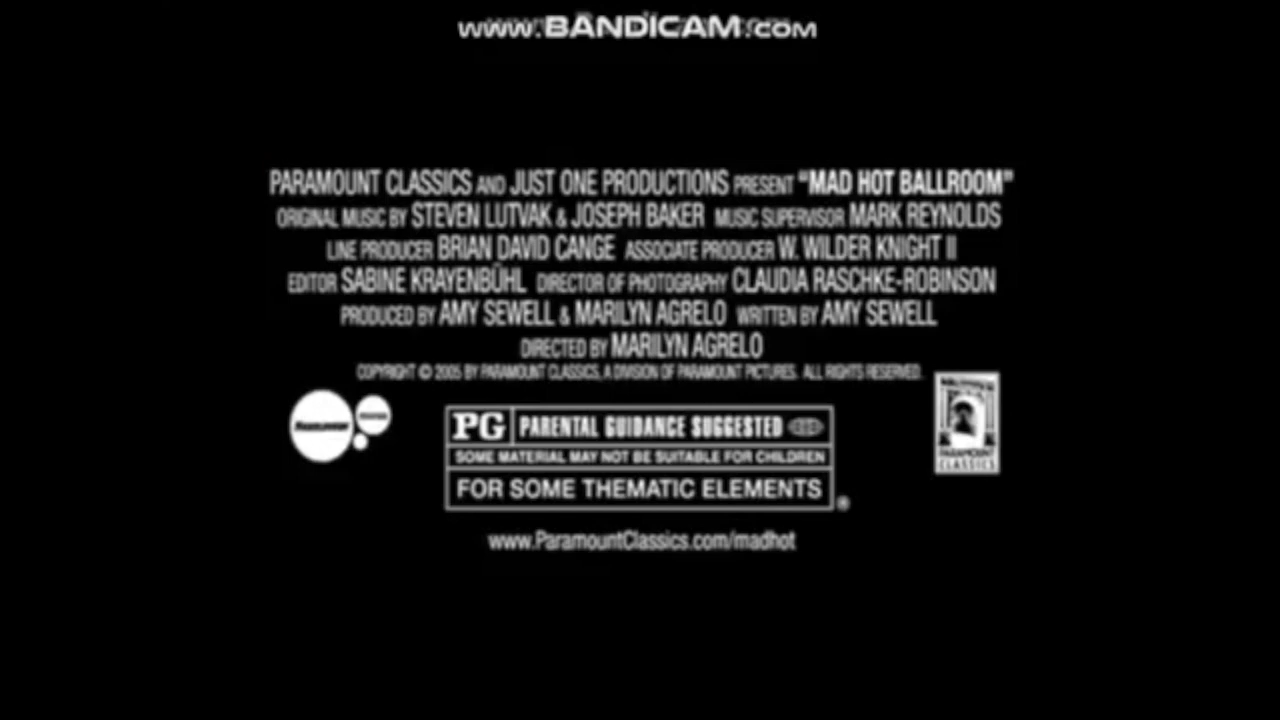 www.BANDICAM.com
PARAMOUNT CLASSICS AND JUST ONE PRODUCTIONS PRESENT "MAD HOT BALLROOM"
ORIGINAL MUSIC BY STEVEN LUTVAK & JOSEPH BAKER MUSIC SUPERVISOR MARK REYNOLDS
LINE PRODUCER BRIAN DAVID CANGE ASSOCIATE PRODUCER W. WILDER KNIGHT II
EDITOR SABINE KRAYENBÜHL DIRECTOR OF PHOTOGRAPHY CLAUDIA RASCHKE-ROBINSON
PRODUCED BY AMY SEWELL & MARILYN AGRELO WRITTEN BY AMY SEWELL
DIRECTED BY MARILYN AGRELO
COPYRIGHT © 2005 BY PARAMOUNT CLASSICS, A DIVISION OF PARAMOUNT PICTURES. ALL RIGHTS RESERVED.
NICKELODEON
PG PARENTAL GUIDANCE SUGGESTED
SOME MATERIAL MAY NOT BE SUITABLE FOR CHILDREN
FOR SOME THEMATIC ELEMENTS
®
PARAMOUNT
CLASSICS
www.ParamountClassics.com/madhot